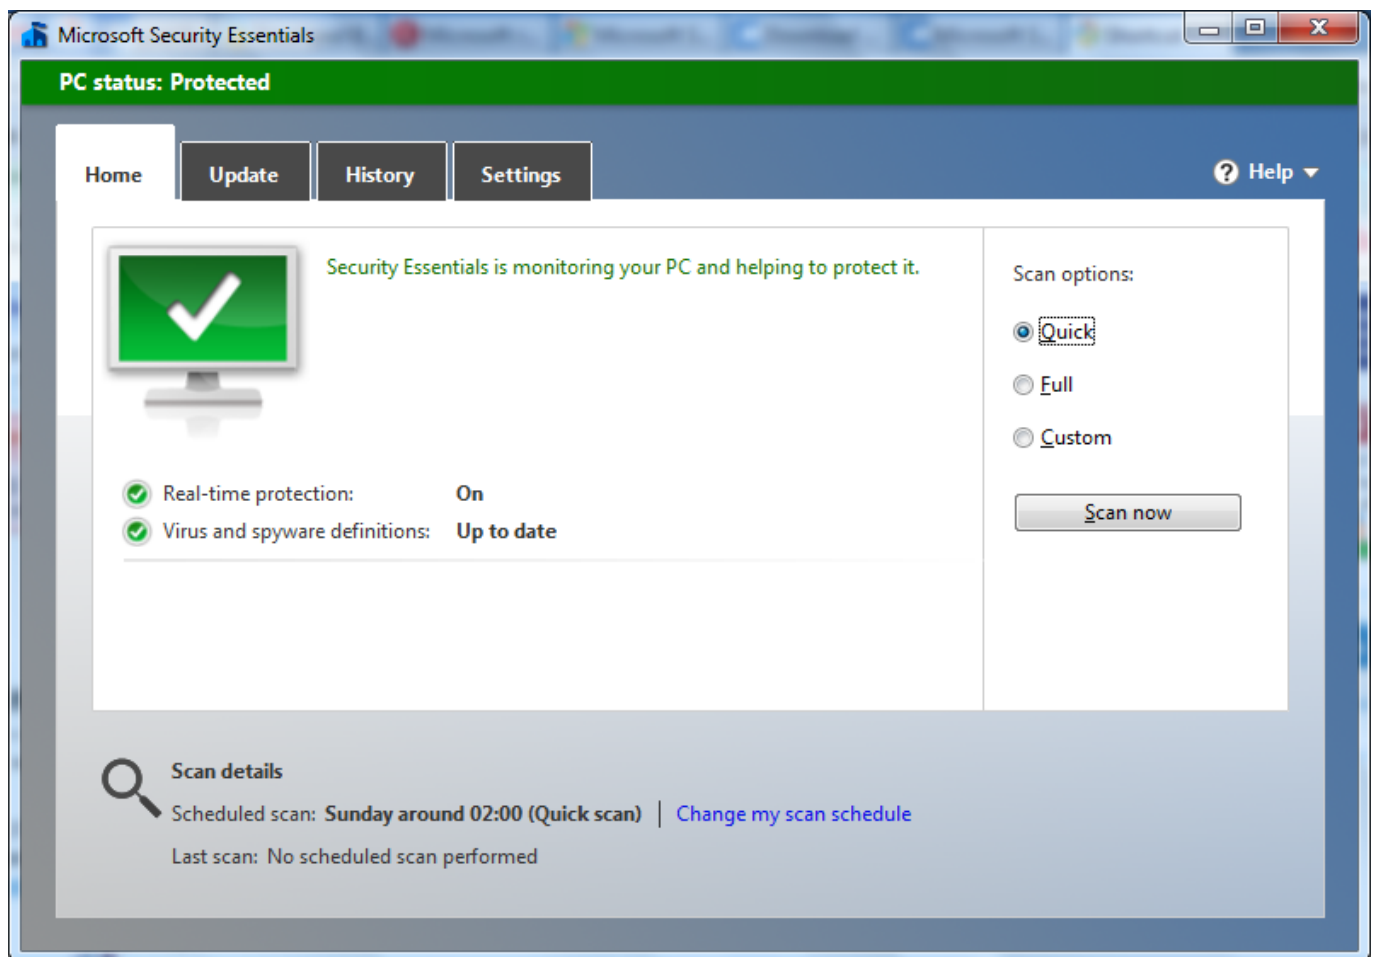 Microsoft Security Essentials
PC status: Protected
Home
Update
History
Settings
Help
Security Essentials is monitoring your PC and helping to protect it.
Real-time protection: On
Virus and spyware definitions: Up to date
Scan options:
Quick
Full
Custom
Scan now
Scan details
Scheduled scan: Sunday around 02:00 (Quick scan) | Change my scan schedule
Last scan: No scheduled scan performed